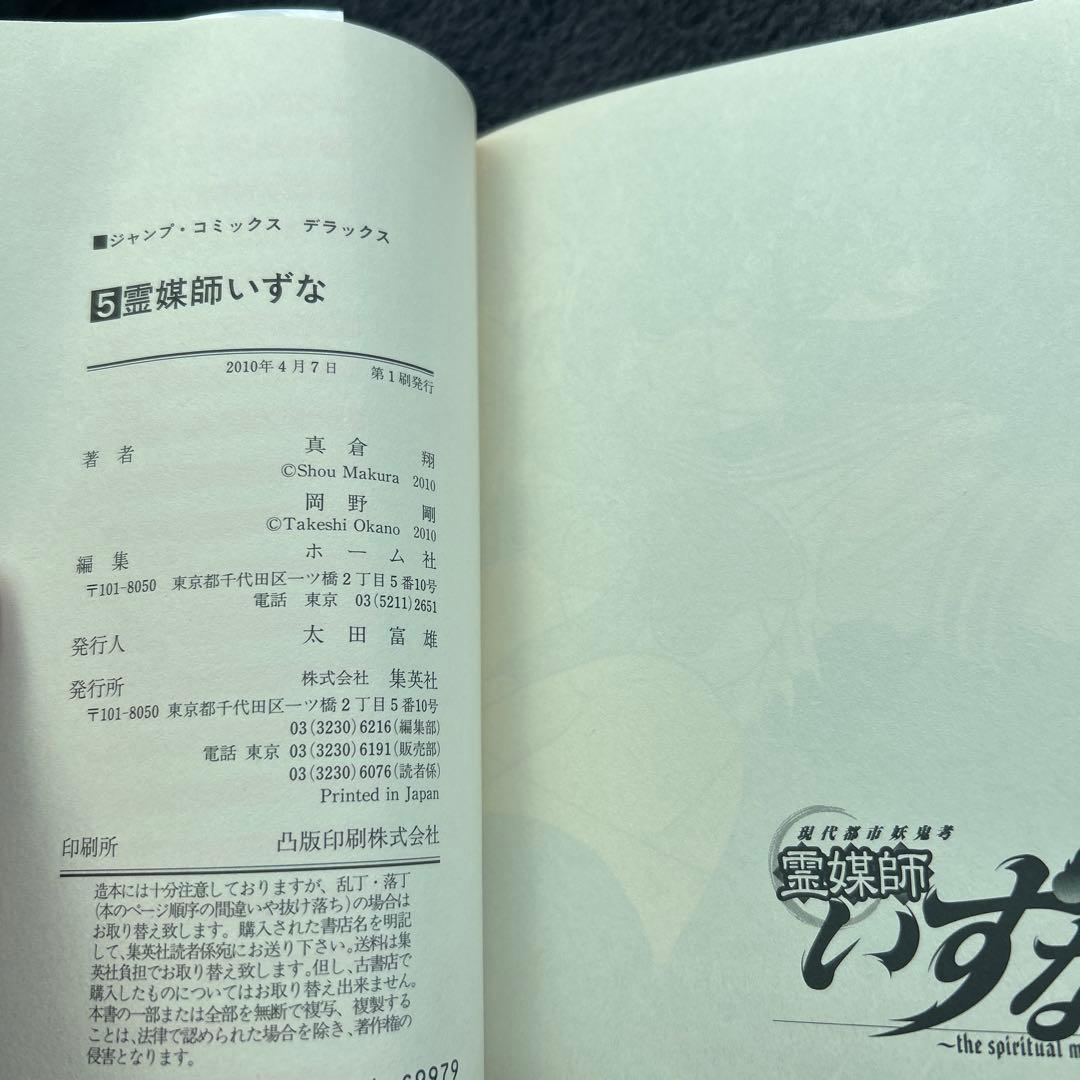 ■ジャンプ・コミックス デラックス
5 霊媒師いずな
2010年4月7日 第1刷発行
著者 真倉 翔
©Shou Makura 2010
岡野 剛
©Takeshi Okano 2010
編集 ホーム社
〒101-8050 東京都千代田区一ツ橋2丁目5番10号
電話 東京 03(5211)2651
発行人 太田富雄
発行所 株式会社 集英社
〒101-8050 東京都千代田区一ツ橋2丁目5番10号
03(3230)6216(編集部)
電話 東京 03(3230)6191(販売部)
03(3230)6076(読者係)
Printed in Japan
印刷所 凸版印刷株式会社
造本には十分注意しておりますが、乱丁・落丁
(本のページ順序の間違いや抜け落ち)の場合は
お取り替え致します。購入された書店名を明記
して、集英社読者係宛にお送り下さい。送料は集
英社負担でお取り替え致します。但し、古書店で
購入したものについてはお取り替え出来ません。
本書の一部または全部を無断で複写、複製する
ことは、法律で認められた場合を除き、著作権の
侵害となります。
現代都市妖鬼考
霊媒師
いずな
~the spiritual